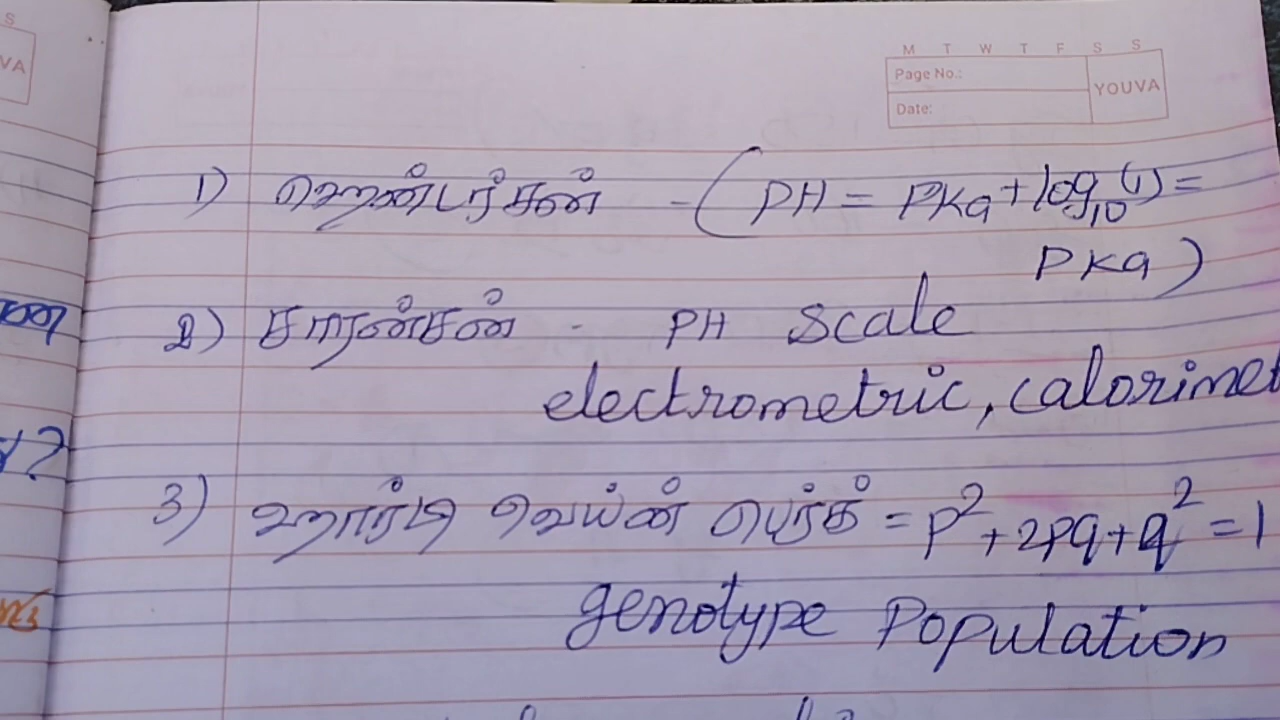 S
VA
M T W T F S S
Page No.:
YOUVA
Date:
1) ஹெண்டர்சன் - (PH = PKa + log10 (1) =
PKa)
2) சாரன்சன் - PH Scale
electrometric, calorimet
3) ஹார்டி வெய்ன் பெர்க் = p² + 2pq + q² = 1
genotype Population